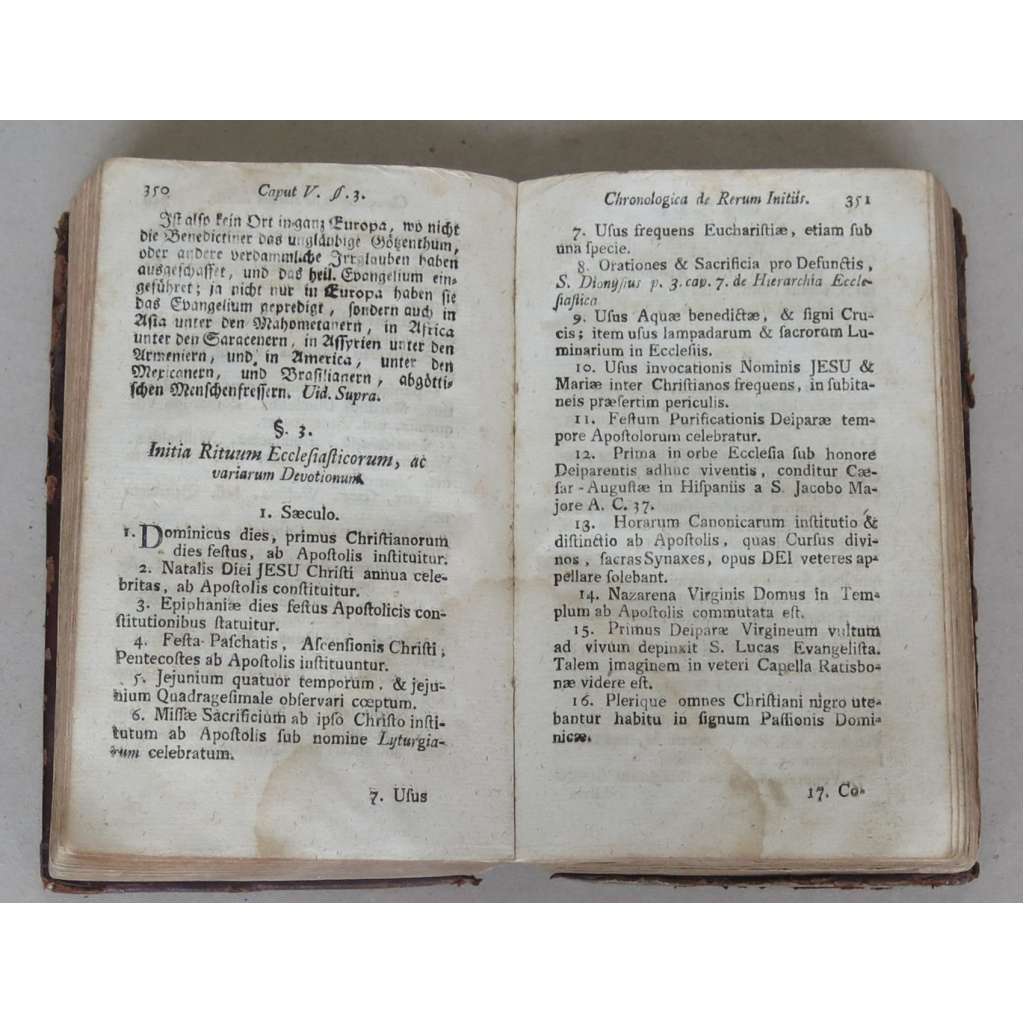 350 Caput V. §. 3.
Iſt alſo kein Ort in ganz Europa, wo nicht
die Benedictiner das unglaubige Götzenthum,
oder andere verdammliche Irrglauben haben
ausgeſchaffet, und das heil. Evangelium ein-
geführet; ja nicht nur in Europa haben ſie
das Evangelium gepredigt, ſondern auch in
Aſia unter den Mahometanern, in Africa
unter den Saracenern, in Aſſyrien unter den
Armeniern, und in America, unter den
Mexicanern, und Braſilianern, abgötti-
ſchen Menſchenfreſſern. Uid. Supra.
§. 3.
Initia Rituum Eccleſiaſticorum, ac
variarum Devotionum.
1. Sæculo.
1. Dominicus dies, primus Chriſtianorum
dies feſtus, ab Apoſtolis inſtituitur.
2. Natalis Diei JESU Chriſti annua cele-
britas, ab Apoſtolis conſtituitur.
3. Epiphaniæ dies feſtus Apoſtolicis con-
ſtitutionibus ſtatuitur.
4. Feſta Paſchatis, Aſcenſionis Chriſti,
Pentecoſtes ab Apoſtolis inſtituuntur.
5. Jejunium quatuor temporum, & jeju-
nium Quadrageſimale obſervari cœptum.
6. Miſſæ Sacrificium ab ipſo Chriſto inſti-
tutum ab Apoſtolis ſub nomine Lyturgia-
rum celebratum.
7. Uſus
Chronologica de Rerum Initiis. 351
7. Uſus frequens Euchariſtiæ, etiam ſub
una ſpecie.
8. Orationes & Sacrificia pro Defunctis,
S. Dionyſius p. 3. cap. 7. de Hierarchia Eccle-
ſiaſtica
9. Uſus Aquæ benedictæ, & ſigni Cru-
cis; item uſus lampadarum & ſacrorum Lu-
minarium in Eccleſiis.
10. Uſus invocationis Nominis JESU &
Mariæ inter Chriſtianos frequens, in ſubita-
neis præſertim periculis.
11. Feſtum Purificationis Deiparæ tem-
pore Apoſtolorum celebratur.
12. Prima in orbe Eccleſia ſub honore
Deiparentis adhuc viventis, conditur Cæ-
ſar-Auguſtæ in Hiſpaniis a S. Jacobo Ma-
jore A. C. 37.
13. Horarum Canonicarum inſtitutio &
diſtinctio ab Apoſtolis, quas Curſus divi-
nos, ſacras Synaxes, opus DEI veteres ap-
pellare ſolebant.
14. Nazarena Virginis Domus in Tem-
plum ab Apoſtolis commutata eſt.
15. Primus Deiparæ Virgineum vultum
ad vivum depinxit S. Lucas Evangeliſta.
Talem jmaginem in veteri Capella Ratisbo-
næ videre eſt.
16. Plerique omnes Chriſtiani nigro ute-
bantur habitu in ſignum Paſſionis Domi-
nicæ.
17. Co-